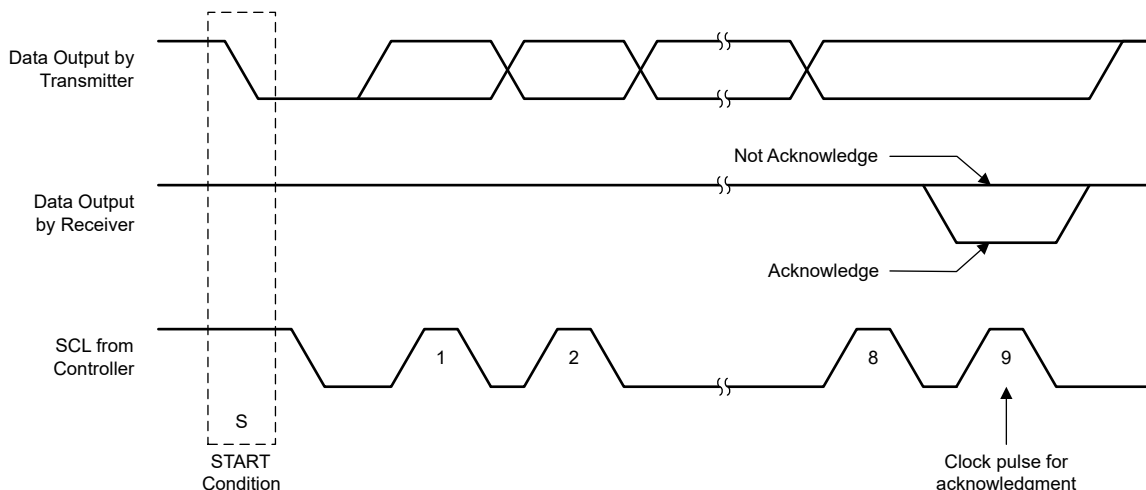 Data Output by
Transmitter
Not Acknowledge
Data Output
by Receiver
Acknowledge
SCL from
Controller
1
2
8
9
S
START
Condition
Clock pulse for
acknowledgment